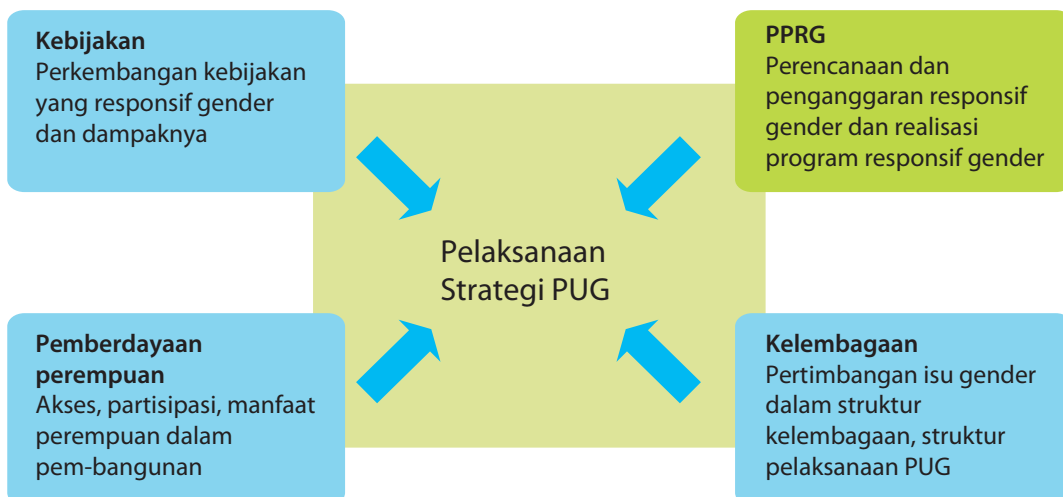 Kebijakan
Perkembangan kebijakan
yang responsif gender
dan dampaknya
PPRG
Perencanaan dan
penganggaran responsif
gender dan realisasi
program responsif gender
Pelaksanaan
Strategi PUG
Pemberdayaan
perempuan
Akses, partisipasi, manfaat
perempuan dalam
pem-bangunan
Kelembagaan
Pertimbangan isu gender
dalam struktur
kelembagaan, struktur
pelaksanaan PUG